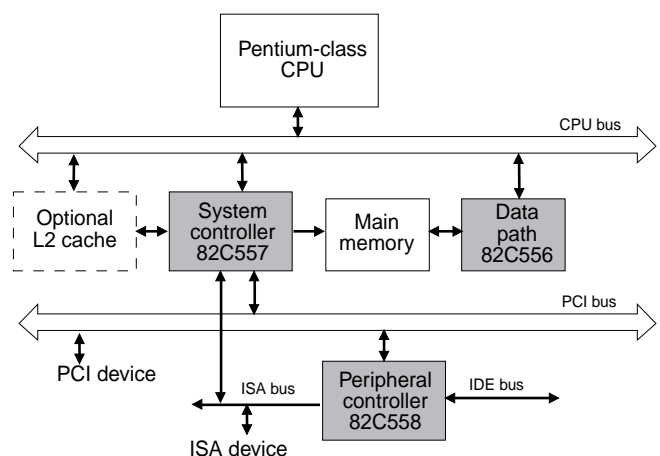 Pentium-class
CPU
CPU bus
Optional
L2 cache
System
controller
82C557
Main
memory
Data
path
82C556
PCI bus
PCI device
ISA bus
Peripheral
controller
82C558
IDE bus
ISA device